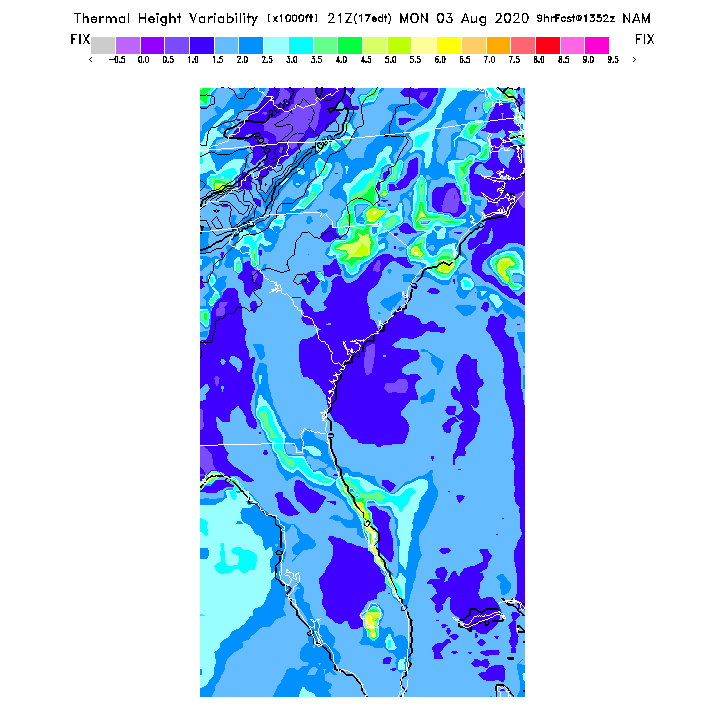 Thermal Height Variability [x1000ft] 21Z(17edt) MON 03 Aug 2020 9hrFcst@1352z NAM
FIX FIX
< -0.5 0.0 0.5 1.0 1.5 2.0 2.5 3.0 3.5 4.0 4.5 5.0 5.5 6.0 6.5 7.0 7.5 8.0 8.5 9.0 9.5 >